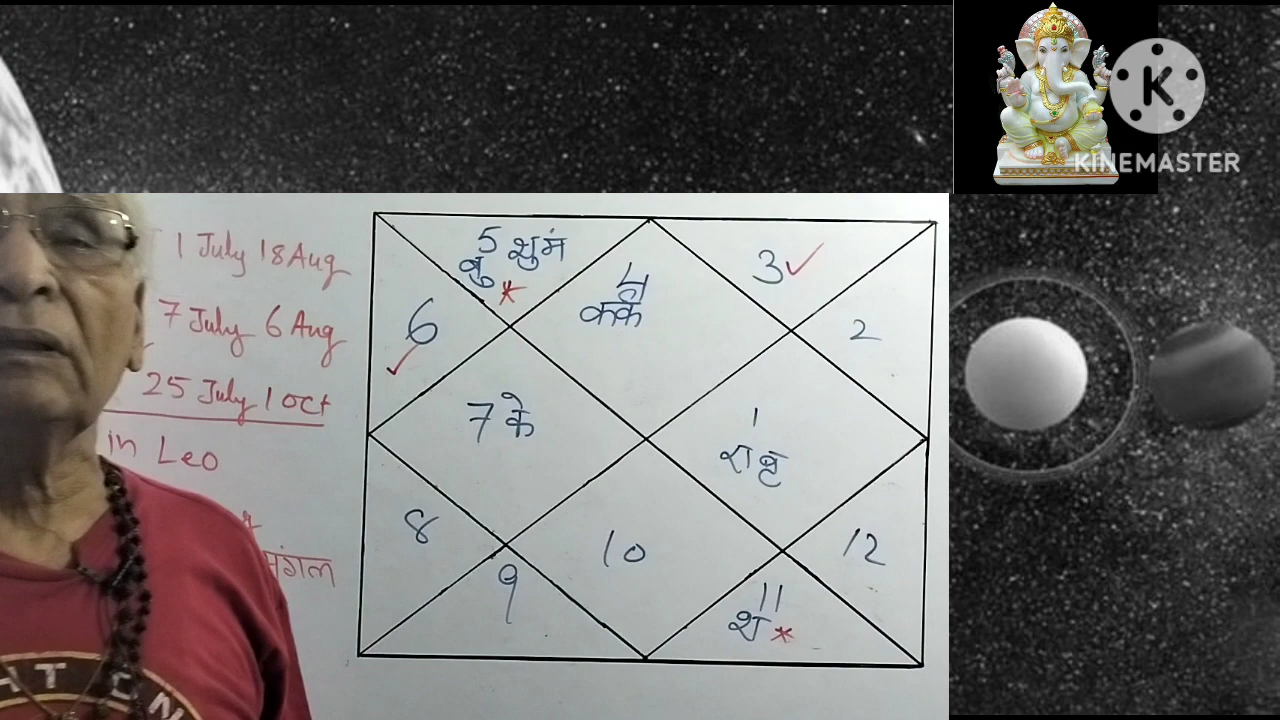 1 July 18 Aug
7 July 6 Aug
25 July 1 Oct
in Leo
मंगल
5 शु मं
बु *
4
कर्क
3 ✓
6
✓
2
7 के
1
रा बृ
8
9
10
11
श *
12
K
KINEMASTER